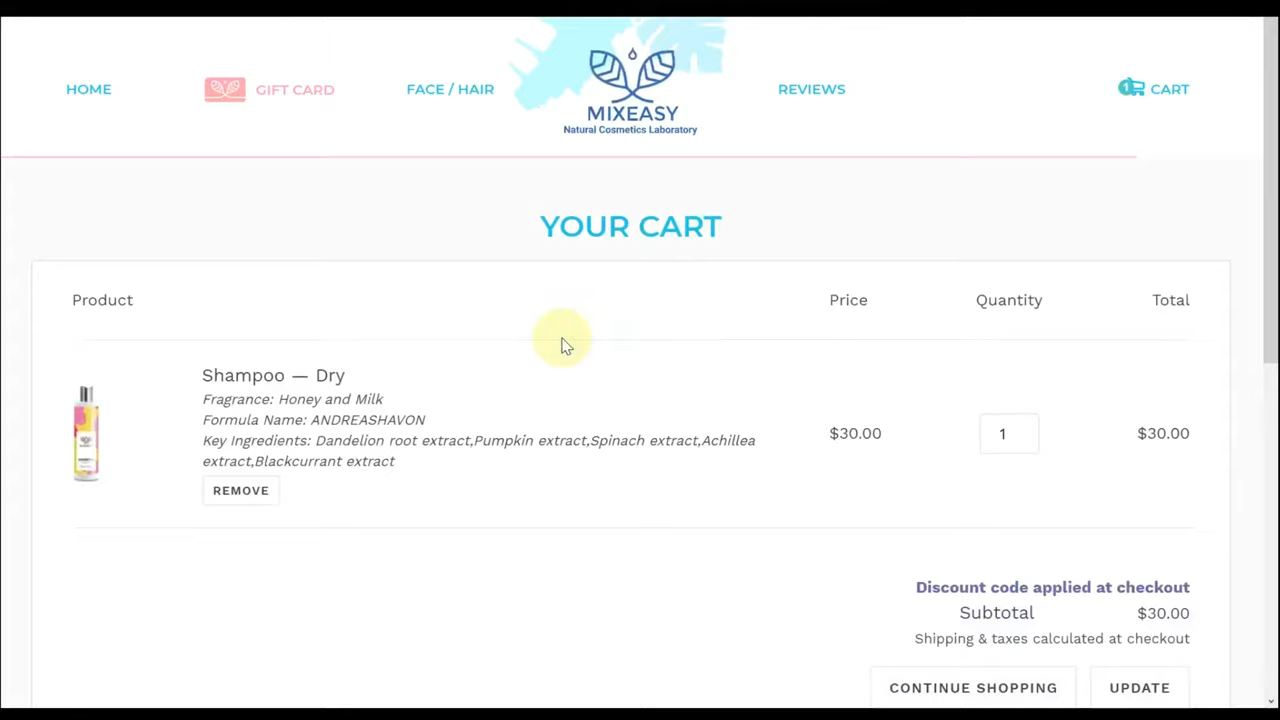 HOME
GIFT CARD
FACE / HAIR
MIXEASY
Natural Cosmetics Laboratory
REVIEWS
1
CART
YOUR CART
Product
Price
Quantity
Total
Shampoo — Dry
Fragrance: Honey and Milk
Formula Name: ANDREASHAVON
Key Ingredients: Dandelion root extract,Pumpkin extract,Spinach extract,Achillea
extract,Blackcurrant extract
REMOVE
$30.00
1
$30.00
Discount code applied at checkout
Subtotal $30.00
Shipping & taxes calculated at checkout
CONTINUE SHOPPING
UPDATE